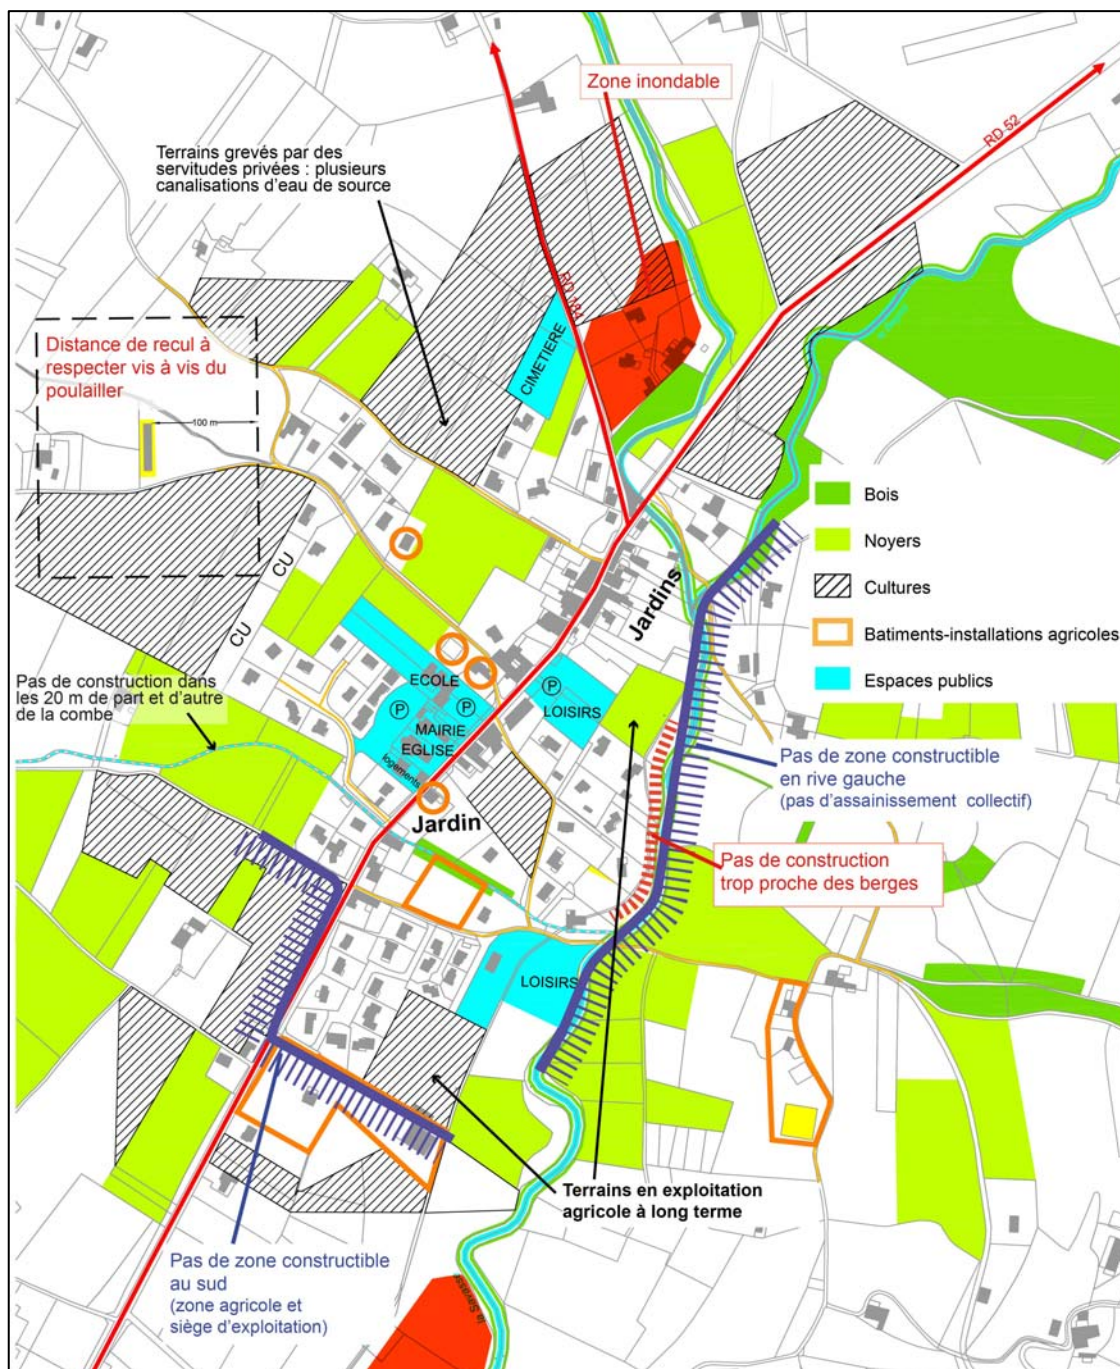 Zone inondable
RD 52
Terrains grevés par des
servitudes privées : plusieurs
canalisations d'eau de source
RD 184
CIMETIERE
Distance de recul à
respecter vis à vis du
poulailler
100 m
Bois
Noyers
Cultures
Batiments-installations agricoles
Espaces publics
CU
CU
Jardins
Pas de construction dans
les 20 m de part et d'autre
de la combe
ECOLE
P
P
MAIRIE
EGLISE
logements
P
LOISIRS
Jardin
Pas de zone constructible
en rive gauche
(pas d'assainissement collectif)
Pas de construction
trop proche des berges
LOISIRS
Terrains en exploitation
agricole à long terme
Pas de zone constructible
au sud
(zone agricole et
siège d'exploitation)
la Savasse